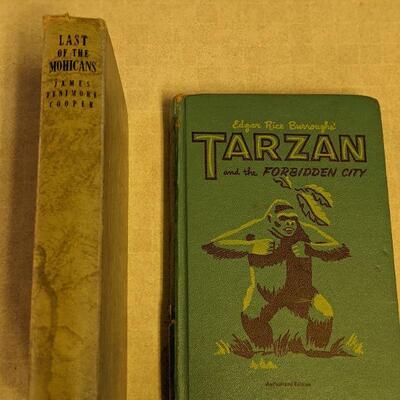 LAST
OF THE
MOHICANS
JAMES
FENIMORE
COOPER
Edgar Rice Burroughs'
TARZAN
and the FORBIDDEN CITY
Authorized Edition